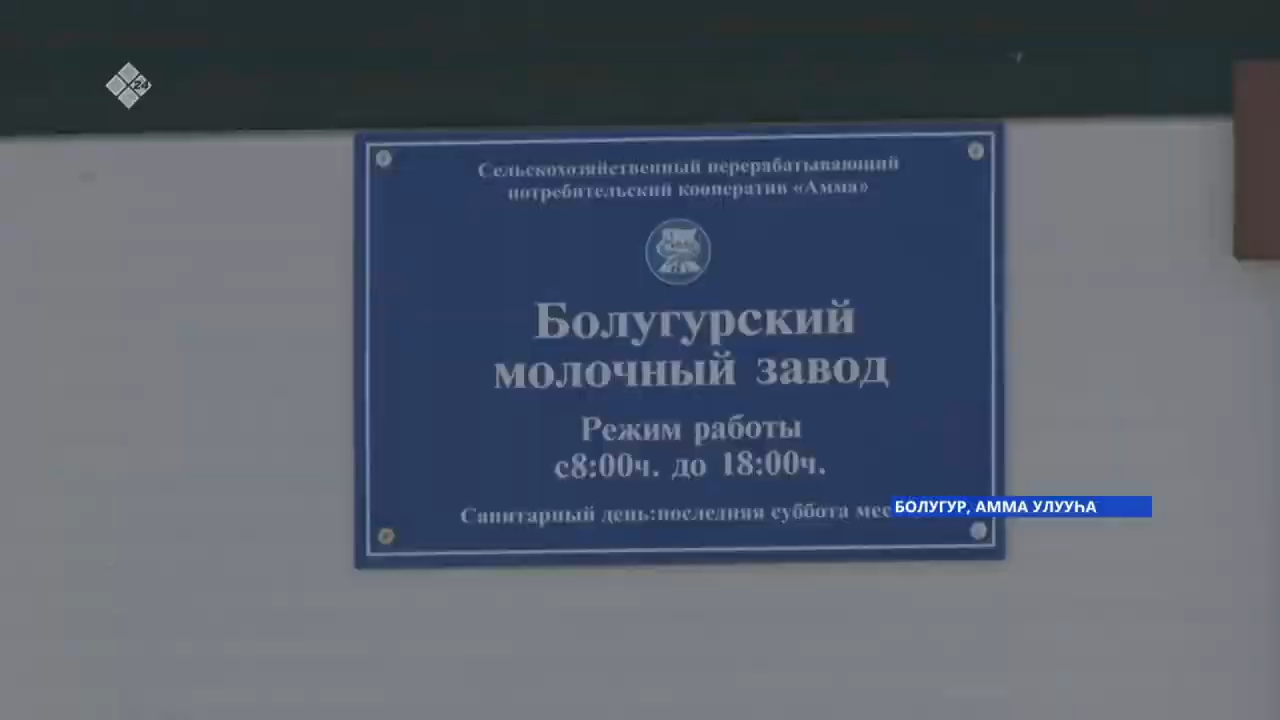 24
Сельскохозяйственный перерабатывающий
потребительский кооператив «Амма»
Болугурский
молочный завод
Режим работы
с8:00ч. до 18:00ч.
Санитарный день:последняя суббота
БОЛУГУР, АММА УЛУУҺА